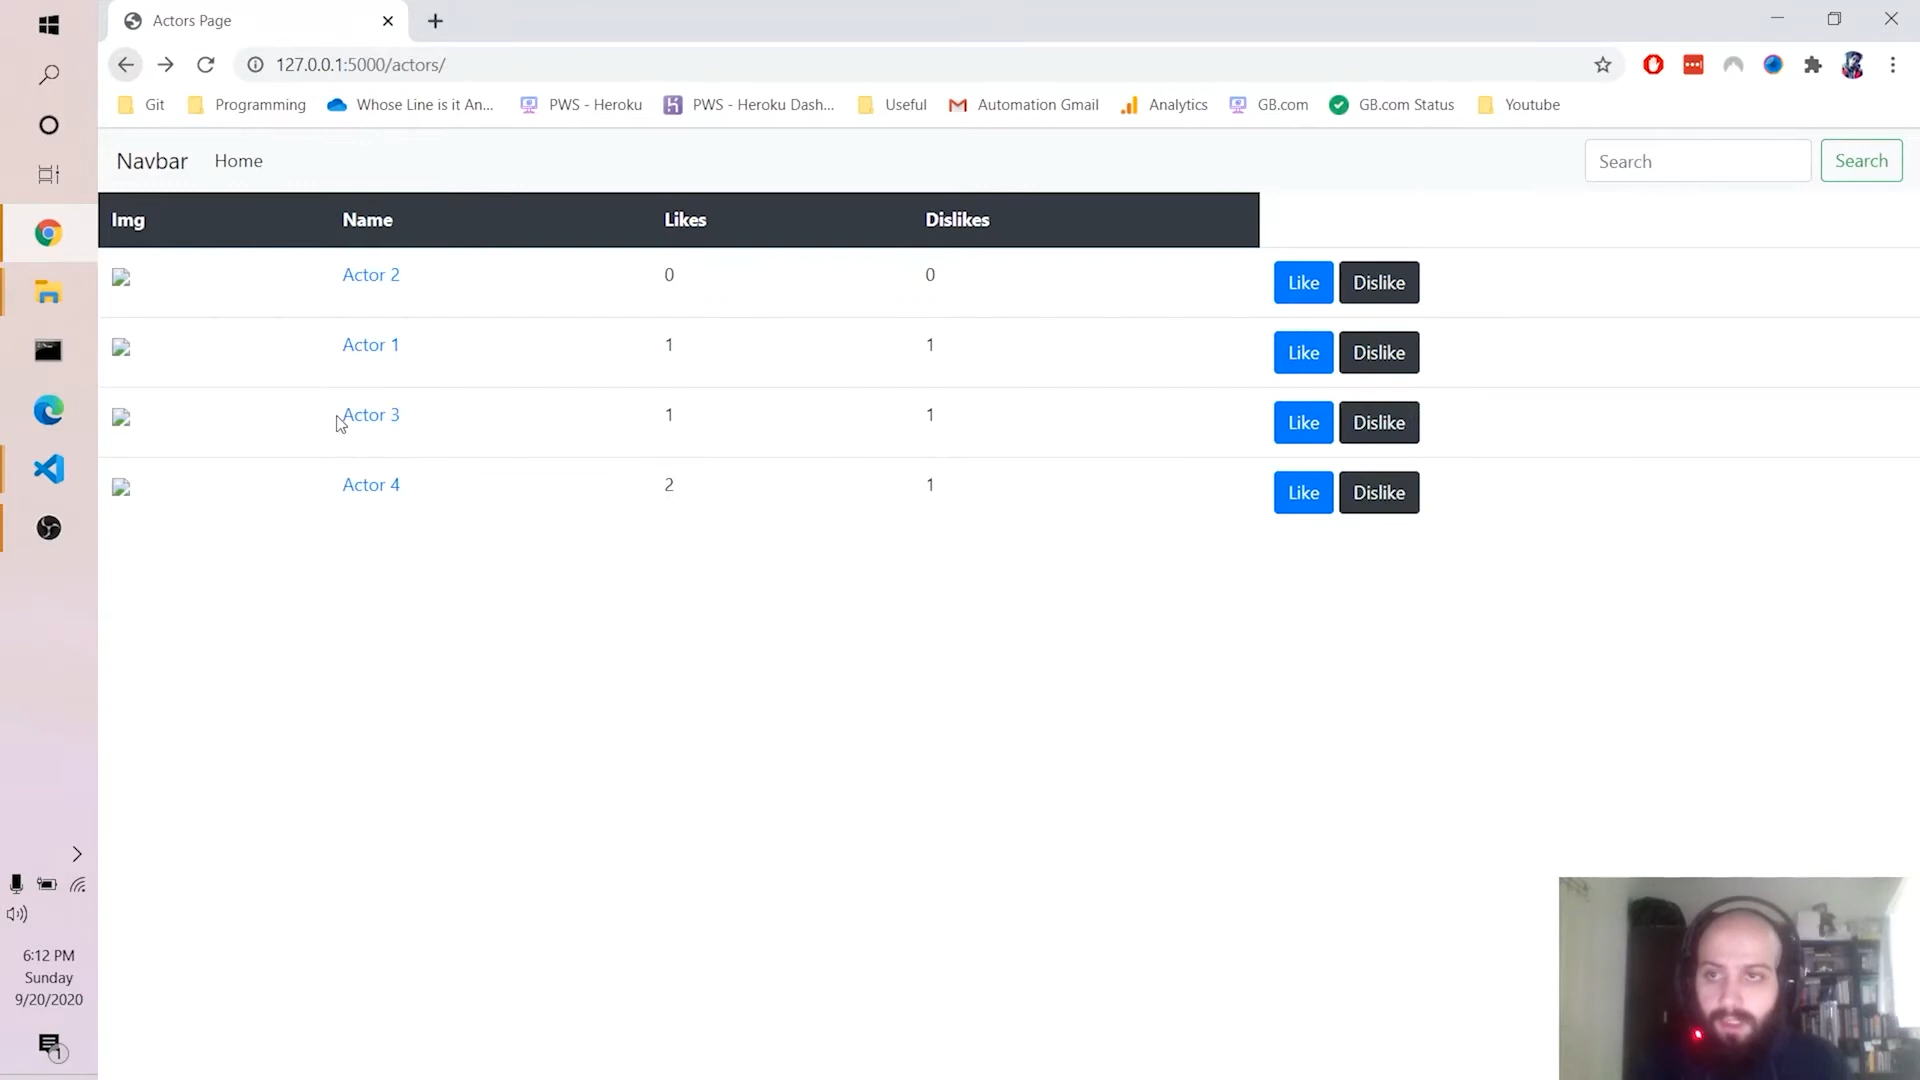 Actors Page
127.0.0.1:5000/actors/
Git Programming Whose Line is it An... PWS - Heroku PWS - Heroku Dash... Useful Automation Gmail Analytics GB.com GB.com Status Youtube
Navbar Home Search Search
Img Name Likes Dislikes
Actor 2 0 0 Like Dislike
Actor 1 1 1 Like Dislike
Actor 3 1 1 Like Dislike
Actor 4 2 1 Like Dislike
6:12 PM
Sunday
9/20/2020
1